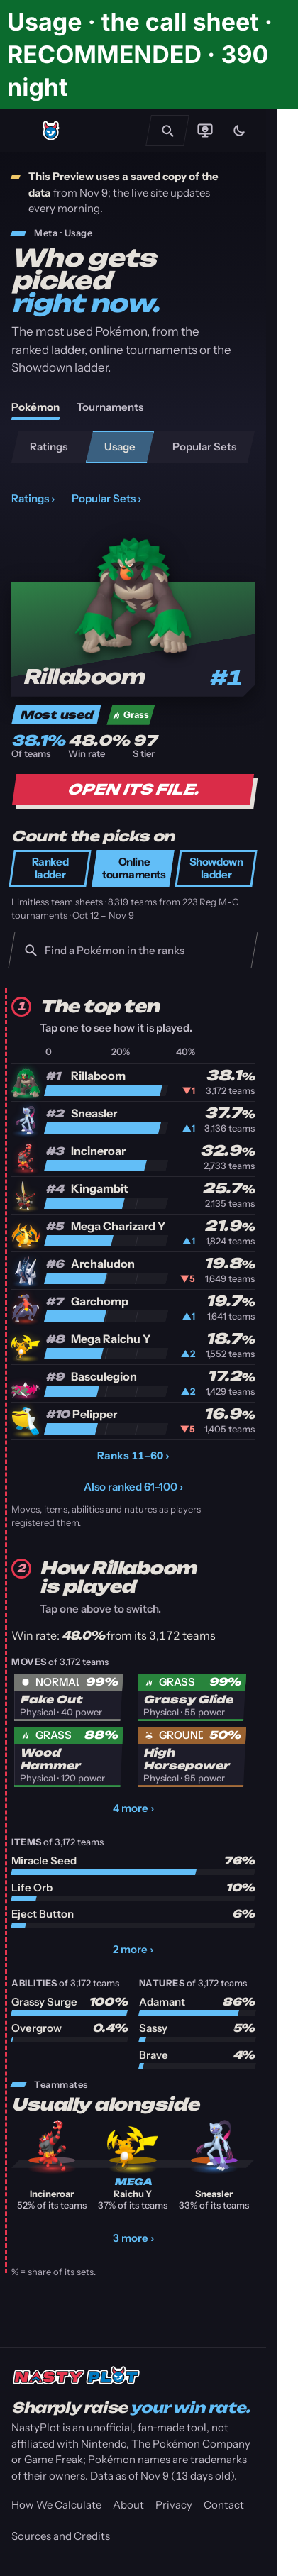 Usage · the call sheet ·
RECOMMENDED · 390
night
This Preview uses a saved copy of the
data from Nov 9; the live site updates
every morning.
Meta · Usage
Who gets
picked
right now.
The most used Pokémon, from the
ranked ladder, online tournaments or the
Showdown ladder.
Pokémon Tournaments
Ratings Usage Popular Sets
Ratings › Popular Sets ›
Rillaboom #1
Most used Grass
38.1% 48.0% 97
Of teams Win rate S tier
OPEN ITS FILE.
Count the picks on
Ranked ladder Online tournaments Showdown ladder
Limitless team sheets · 8,319 teams from 223 Reg M-C
tournaments · Oct 12 – Nov 9
Find a Pokémon in the ranks
1 The top ten
Tap one to see how it is played.
0 20% 40%
#1 Rillaboom 38.1%
▼1 3,172 teams
#2 Sneasler 37.7%
▲1 3,136 teams
#3 Incineroar 32.9%
2,733 teams
#4 Kingambit 25.7%
2,135 teams
#5 Mega Charizard Y 21.9%
▲1 1,824 teams
#6 Archaludon 19.8%
▼5 1,649 teams
#7 Garchomp 19.7%
▲1 1,641 teams
#8 Mega Raichu Y 18.7%
▲2 1,552 teams
#9 Basculegion 17.2%
▲2 1,429 teams
#10 Pelipper 16.9%
▼5 1,405 teams
Ranks 11–60 ›
Also ranked 61–100 ›
Moves, items, abilities and natures as players
registered them.
2 How Rillaboom
is played
Tap one above to switch.
Win rate: 48.0% from its 3,172 teams
MOVES of 3,172 teams
NORMAL 99% GRASS 99%
Fake Out Grassy Glide
Physical · 40 power Physical · 55 power
GRASS 88% GROUND 50%
Wood High
Hammer Horsepower
Physical · 120 power Physical · 95 power
4 more ›
ITEMS of 3,172 teams
Miracle Seed 76%
Life Orb 10%
Eject Button 6%
2 more ›
ABILITIES of 3,172 teams NATURES of 3,172 teams
Grassy Surge 100% Adamant 86%
Overgrow 0.4% Sassy 5%
Brave 4%
Teammates
Usually alongside
MEGA
Incineroar Raichu Y Sneasler
52% of its teams 37% of its teams 33% of its teams
3 more ›
% = share of its sets.
NASTY PLOT
Sharply raise your win rate.
NastyPlot is an unofficial, fan-made tool, not
affiliated with Nintendo, The Pokémon Company
or Game Freak; Pokémon names are trademarks
of their owners. Data as of Nov 9 (13 days old).
How We Calculate About Privacy Contact
Sources and Credits